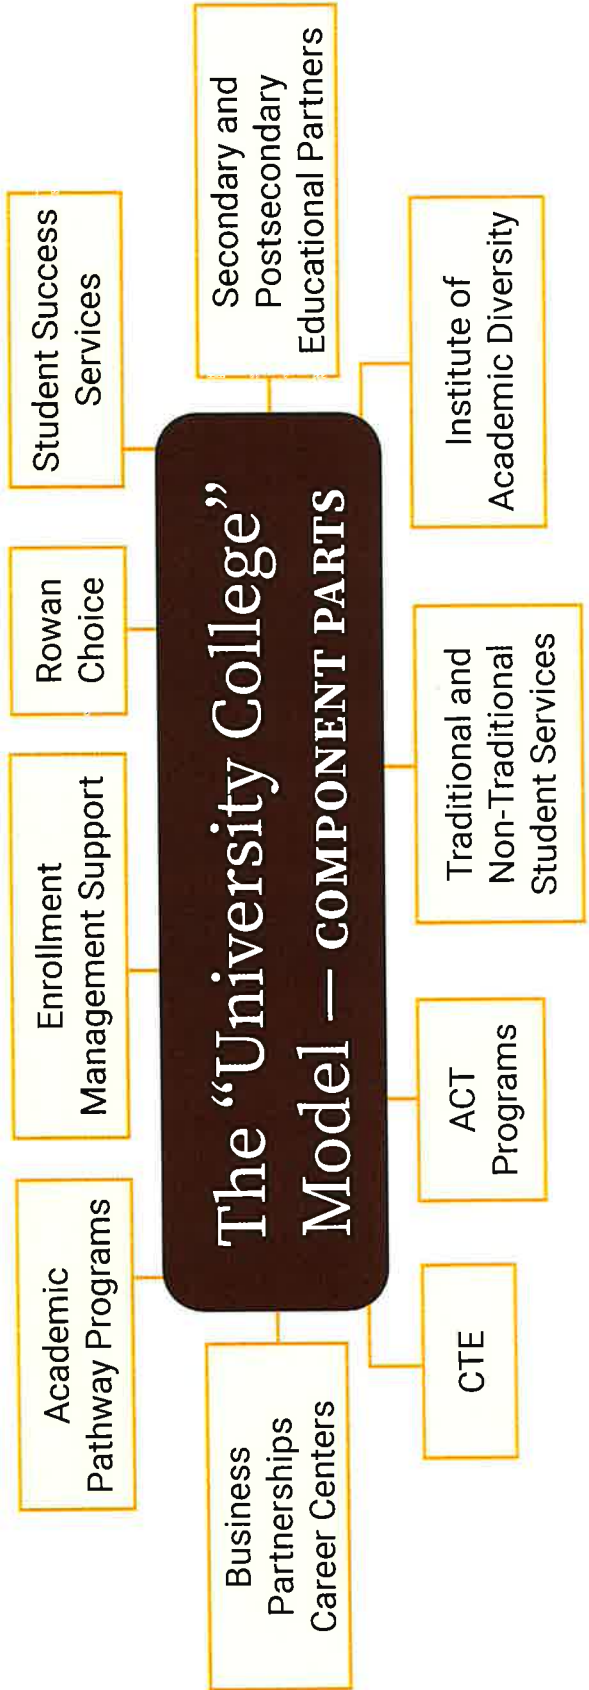 Academic
Pathway Programs
Enrollment
Management Support
Rowan
Choice
Student Success
Services
Business
Partnerships
Career Centers
The “University College”
Model — COMPONENT PARTS
Secondary and
Postsecondary
Educational Partners
CTE
ACT
Programs
Traditional and
Non-Traditional
Student Services
Institute of
Academic Diversity